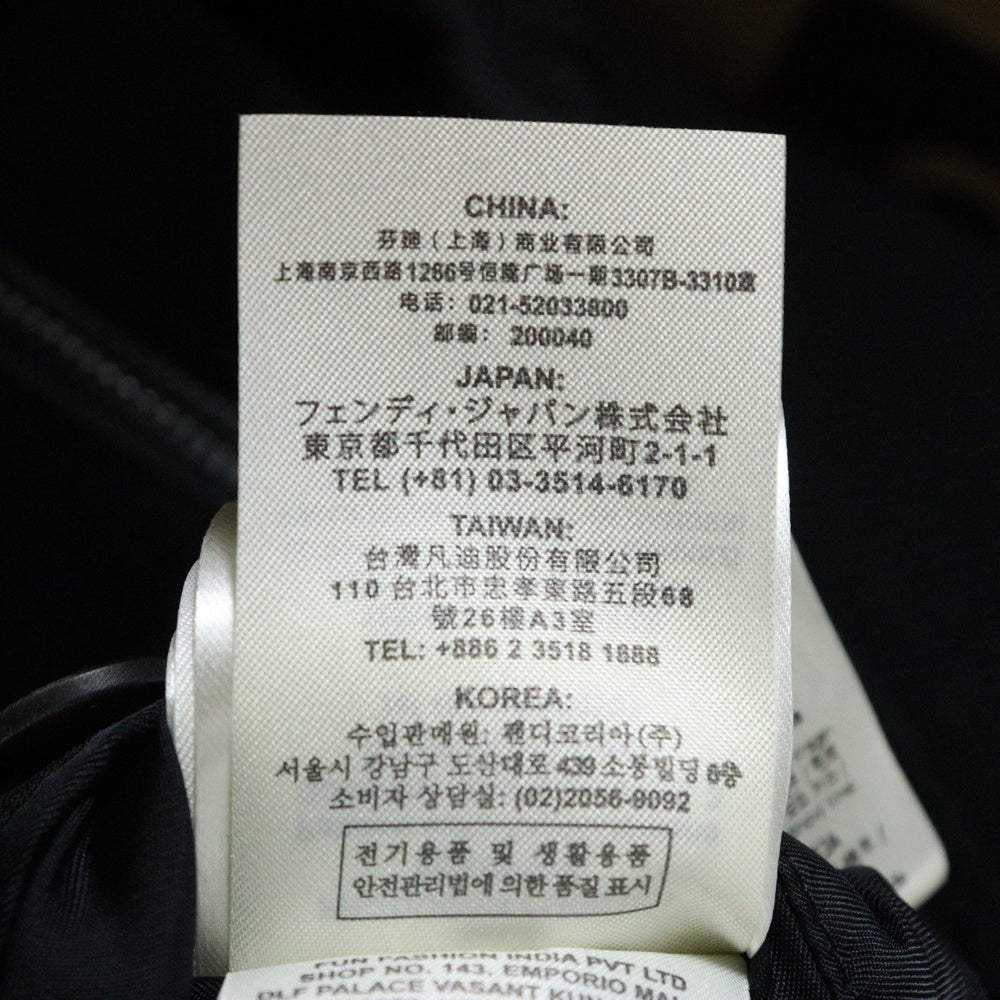 CHINA:
芬迪（上海）商业有限公司
上海南京西路1266号恒隆广场一期3307B-3310室
电话：021-52033800
邮编：200040
JAPAN:
フェンディ・ジャパン株式会社
東京都千代田区平河町2-1-1
TEL (+81) 03-3514-6170
TAIWAN:
台灣凡迪股份有限公司
110 台北市忠孝東路五段68
號26樓A3室
TEL: +886 2 3518 1888
KOREA:
수입판매원: 펜디코리아(주)
서울시 강남구 도산대로 439 소봉빌딩 6층
소비자 상담실: (02)2056-9092
전기용품 및 생활용품
안전관리법에 의한 품질 표시
FUN FASHION INDIA PVT LTD
SHOP NO. 143, EMPORIO
DLF PALACE VASANT